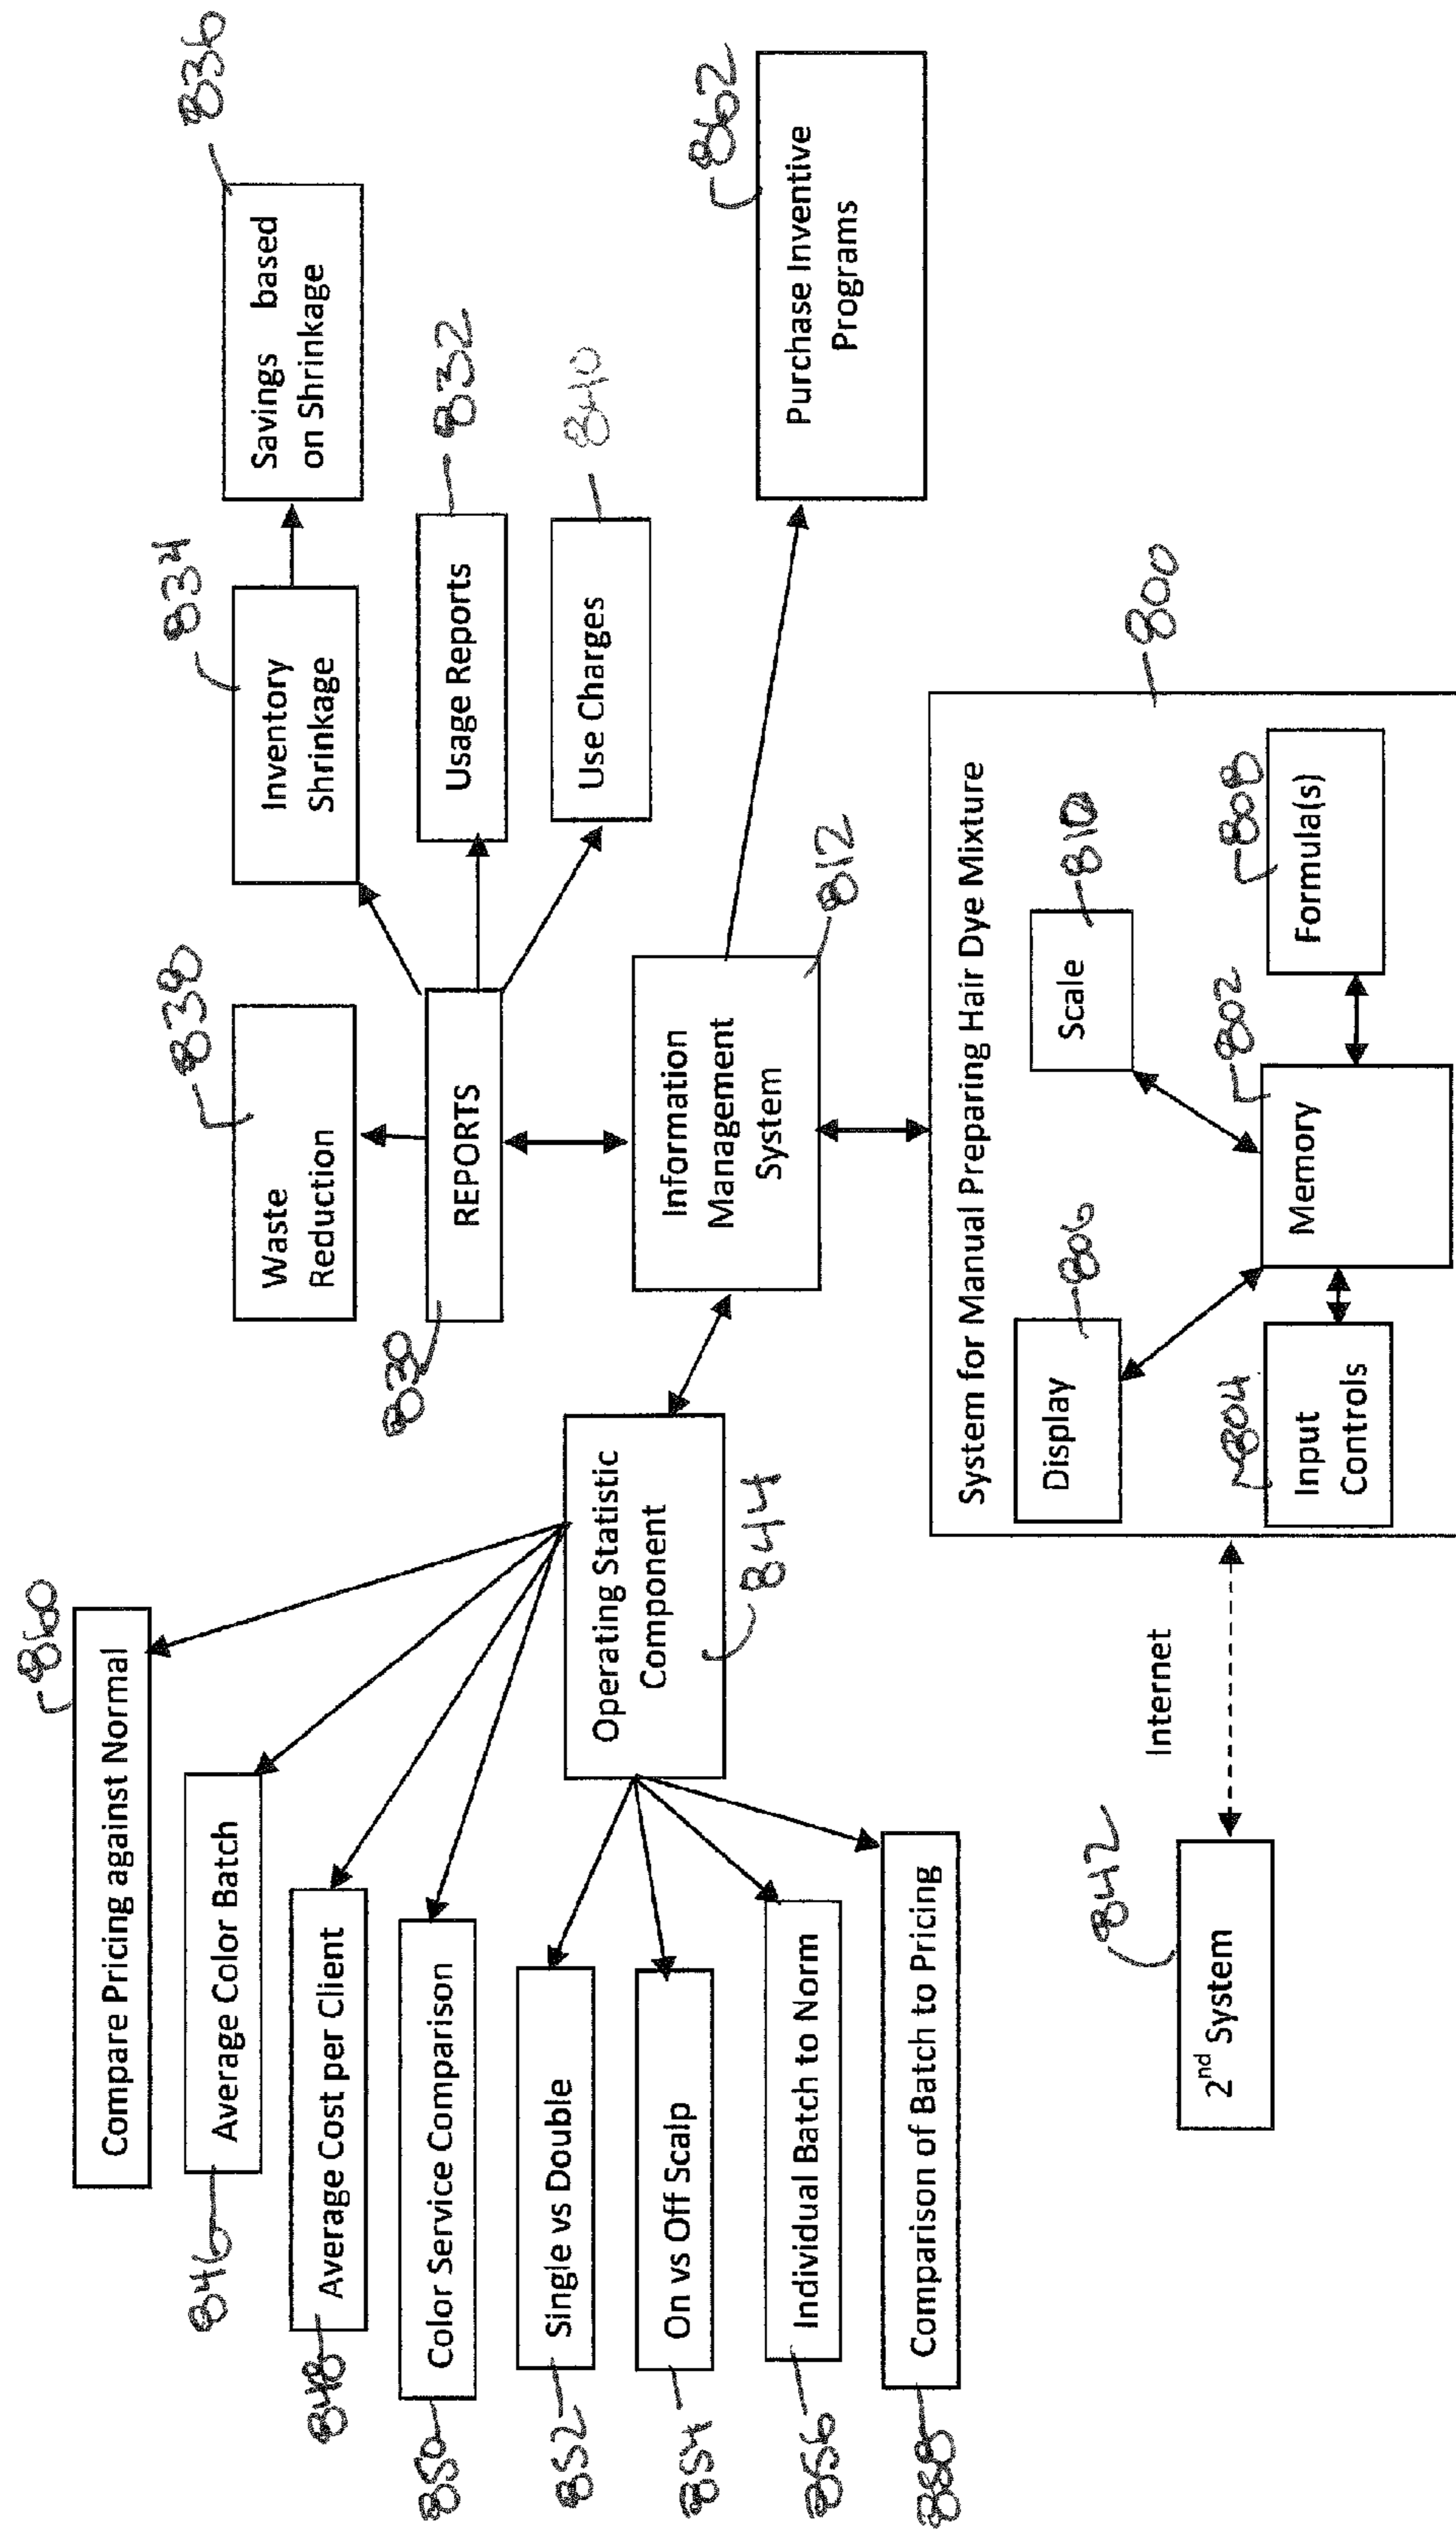 860
Compare Pricing against Normal
846
Average Color Batch
848
Average Cost per Client
850
Color Service Comparison
852
Single vs Double
854
On vs Off Scalp
856
Individual Batch to Norm
858
Comparison of Batch to Pricing
Operating Statistic
Component
844
838
Waste
Reduction
834
Inventory
Shrinkage
836
Savings based
on Shrinkage
830
REPORTS
Usage Reports
832
Use Charges
840
Information
Management
System
812
862
Purchase Inventive
Programs
842
2nd System
Internet
System for Manual Preparing Hair Dye Mixture
800
Display
806
Scale
810
804
Input
Controls
802
Memory
808
Formula(s)